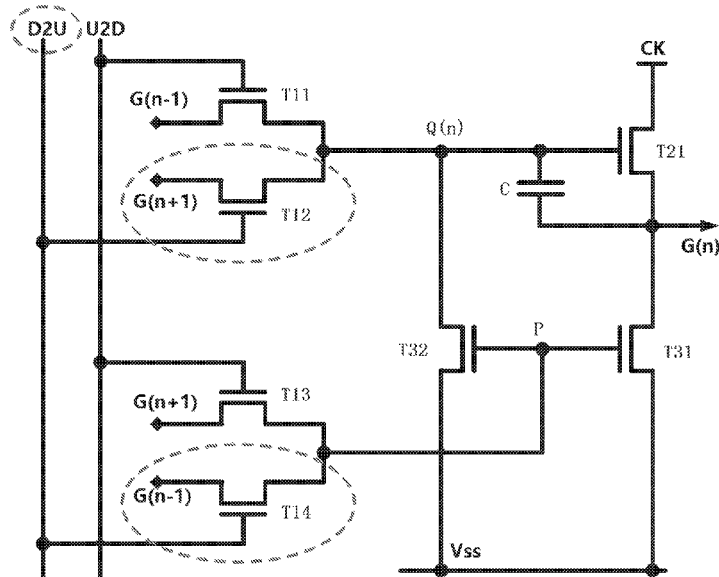 D2U U2D
CK
T11
G(n-1)
Q(n)
T21
G(n+1)
C
T12
G(n)
P
T32
T31
T13
G(n+1)
G(n-1)
T14
Vss